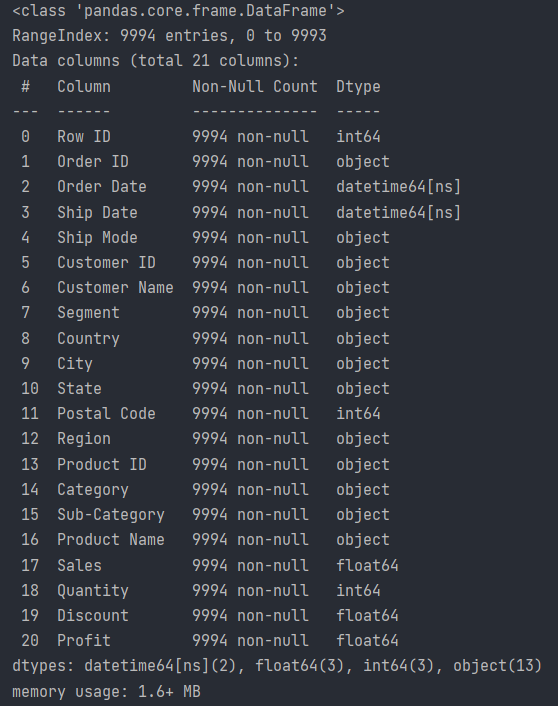 <class 'pandas.core.frame.DataFrame'>
RangeIndex: 9994 entries, 0 to 9993
Data columns (total 21 columns):
 #   Column         Non-Null Count  Dtype
---  ------         --------------  -----
 0   Row ID         9994 non-null   int64
 1   Order ID       9994 non-null   object
 2   Order Date     9994 non-null   datetime64[ns]
 3   Ship Date      9994 non-null   datetime64[ns]
 4   Ship Mode      9994 non-null   object
 5   Customer ID    9994 non-null   object
 6   Customer Name  9994 non-null   object
 7   Segment        9994 non-null   object
 8   Country        9994 non-null   object
 9   City           9994 non-null   object
 10  State          9994 non-null   object
 11  Postal Code    9994 non-null   int64
 12  Region         9994 non-null   object
 13  Product ID     9994 non-null   object
 14  Category       9994 non-null   object
 15  Sub-Category   9994 non-null   object
 16  Product Name   9994 non-null   object
 17  Sales          9994 non-null   float64
 18  Quantity       9994 non-null   int64
 19  Discount       9994 non-null   float64
 20  Profit         9994 non-null   float64
dtypes: datetime64[ns](2), float64(3), int64(3), object(13)
memory usage: 1.6+ MB